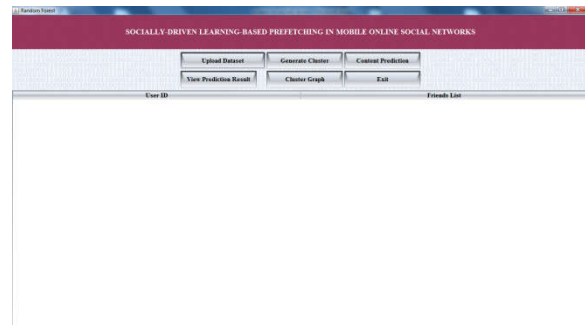 Random Forest
SOCIALLY-DRIVEN LEARNING-BASED PREFETCHING IN MOBILE ONLINE SOCIAL NETWORKS
Upload Dataset Generate Cluster Content Prediction
View Prediction Result Cluster Graph Exit
User ID Friends List